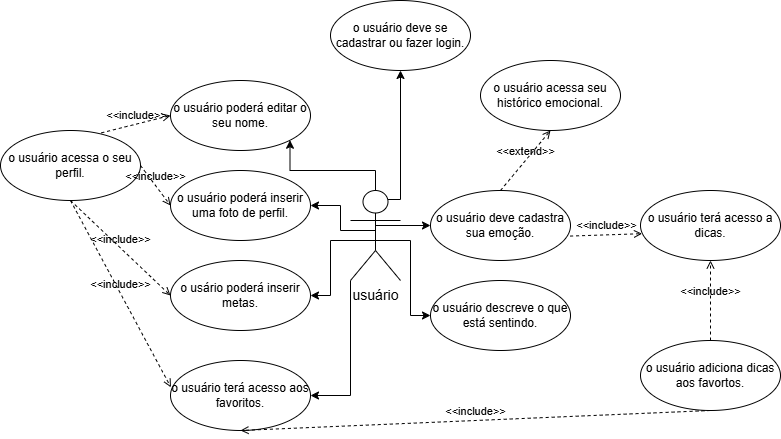 o usuário deve se
cadastrar ou fazer login.
o usuário acessa seu
histórico emocional.
o usuário poderá editar o
seu nome.
<<include>>
<<extend>>
o usuário acessa o seu
perfil.
<<include>>
o usuário poderá inserir
uma foto de perfil.
o usuário deve cadastra
sua emoção.
<<include>>
o usuário terá acesso a
dicas.
<<include>>
<<include>>
o usário poderá inserir
metas.
usuário
o usuário descreve o que
está sentindo.
<<include>>
o usuário terá acesso aos
favoritos.
o usuário adiciona dicas
aos favortos.
<<include>>